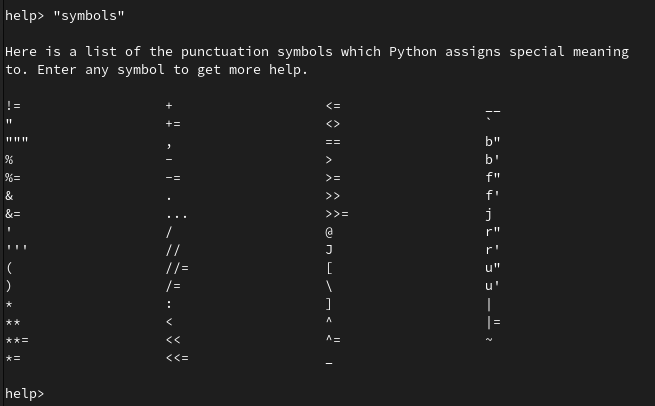 help> "symbols"
Here is a list of the punctuation symbols which Python assigns special meaning
to. Enter any symbol to get more help.
!= + <= __
" += <> `
""" , == b"
% - > b'
%= -= >= f"
& . >> f'
&= ... >>= j
' / @ r"
''' // J r'
( //= [ u"
) /= \ u'
* : ] |
** < ^ |=
**= << ^= ~
*= <<= _
help>